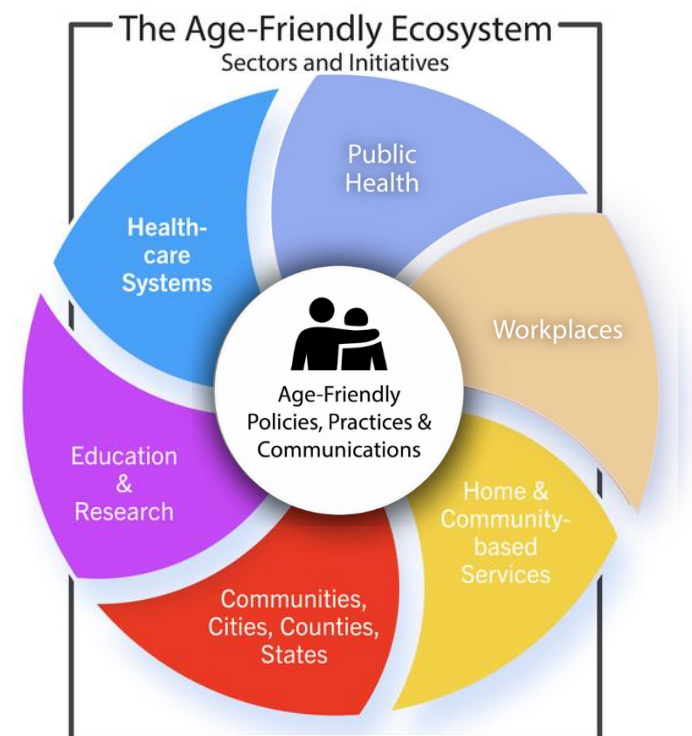 The Age-Friendly Ecosystem
Sectors and Initiatives
Public
Health
Health-
care
Systems
Workplaces
Age-Friendly
Policies, Practices &
Communications
Education
&
Research
Home &
Community-
based
Services
Communities,
Cities, Counties,
States